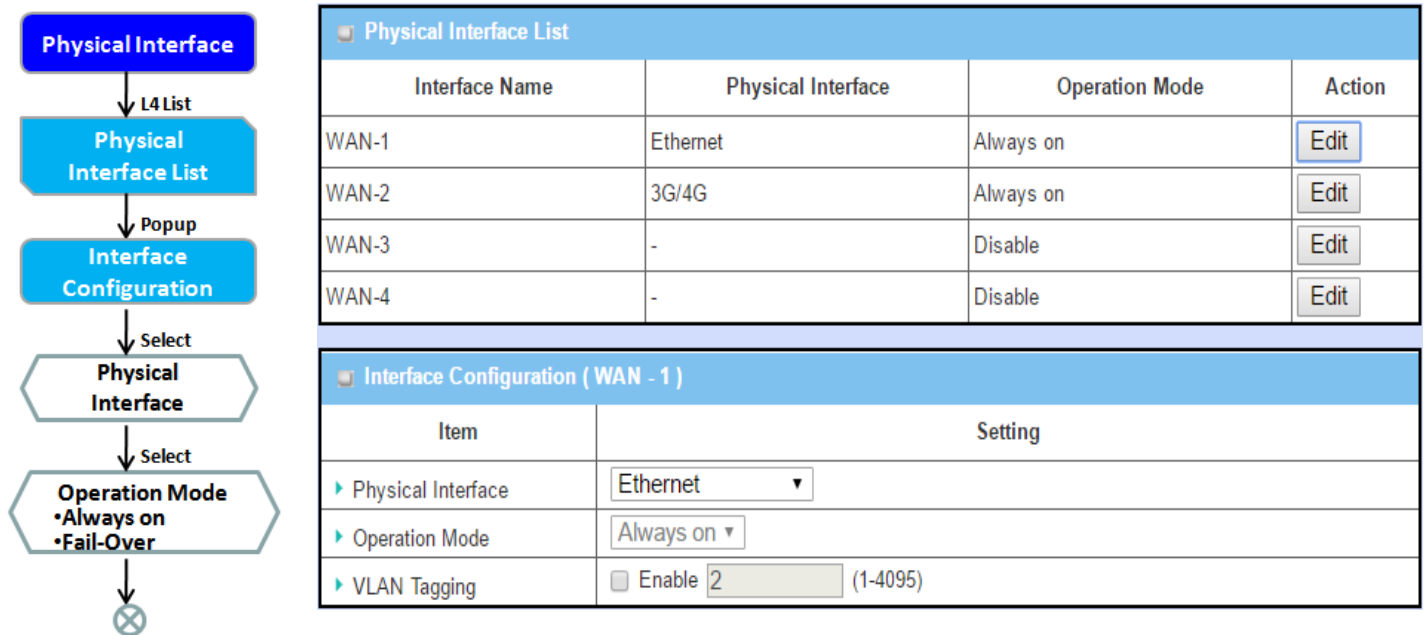 Physical Interface
L4 List
Physical
Interface List
Popup
Interface
Configuration
Select
Physical
Interface
Select
Operation Mode
•Always on
•Fail-Over
Physical Interface List
Interface Name Physical Interface Operation Mode Action
WAN-1 Ethernet Always on Edit
WAN-2 3G/4G Always on Edit
WAN-3 - Disable Edit
WAN-4 - Disable Edit
Interface Configuration ( WAN - 1 )
Item Setting
Physical Interface Ethernet
Operation Mode Always on
VLAN Tagging Enable 2 (1-4095)